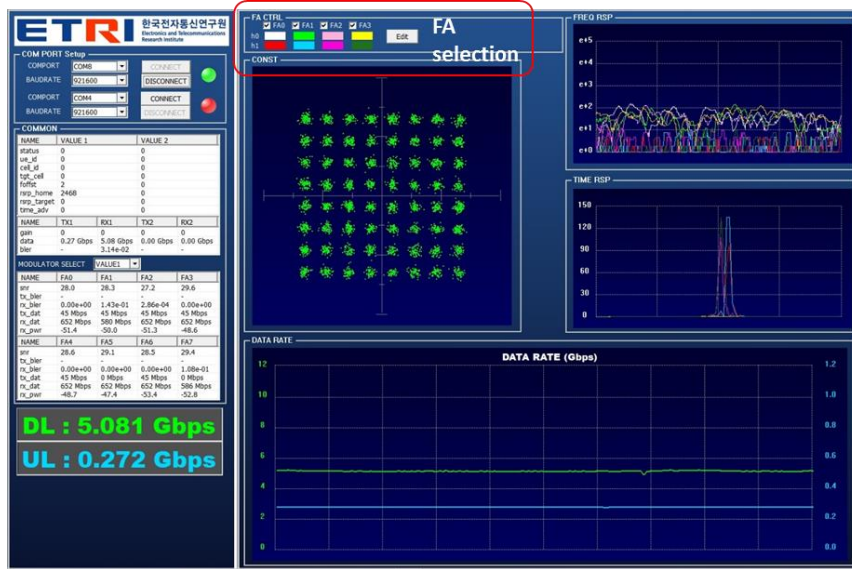 ETRI 한국전자통신연구원
Electronics and Telecommunications
Research Institute
COM PORT Setup
COMPORT COM8 CONNECT
BAUDRATE 921600 DISCONNECT
COMPORT COM4 CONNECT
BAUDRATE 921600 DISCONNECT
COMMON
NAME VALUE 1 VALUE 2
status 0 0
ue_id 0 0
cell_id 0 0
tgt_cell 0 0
foffst 2 0
rsrp_home 2468 0
rsrp_target 0 0
time_adv 0 0
NAME TX1 RX1 TX2 RX2
gain 0 0 0 0
data 0.27 Gbps 5.08 Gbps 0.00 Gbps 0.00 Gbps
bler - 3.14e-02 - -
MODULATOR SELECT VALUE1
NAME FA0 FA1 FA2 FA3
snr 28.0 28.3 27.2 29.6
tx_bler - - - -
rx_bler 0.00e+00 1.43e-01 2.86e-04 0.00e+00
tx_dat 45 Mbps 45 Mbps 45 Mbps 45 Mbps
rx_dat 652 Mbps 580 Mbps 652 Mbps 652 Mbps
rx_pwr -51.4 -50.0 -51.3 -48.6
NAME FA4 FA5 FA6 FA7
snr 28.6 29.1 28.5 29.4
tx_bler - - - -
rx_bler 0.00e+00 0.00e+00 0.00e+00 1.08e-01
tx_dat 45 Mbps 0 Mbps 45 Mbps 0 Mbps
rx_dat 652 Mbps 652 Mbps 652 Mbps 586 Mbps
rx_pwr -48.7 -47.4 -53.4 -52.8
DL : 5.081 Gbps
UL : 0.272 Gbps
FA CTRL
FA0 FA1 FA2 FA3
h0
h1
Edit
FA
selection
CONST
FREQ RSP
e+5
e+4
e+3
e+2
e+1
e+0
TIME RSP
150
120
90
60
30
0
DATA RATE
DATA RATE (Gbps)
12 1.2
10 1.0
8 0.8
6 0.6
4 0.4
2 0.2
0 0.0